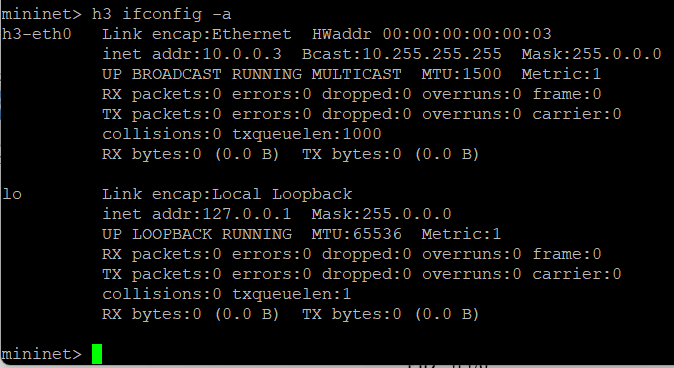 mininet> h3 ifconfig -a
h3-eth0   Link encap:Ethernet  HWaddr 00:00:00:00:00:03
          inet addr:10.0.0.3  Bcast:10.255.255.255  Mask:255.0.0.0
          UP BROADCAST RUNNING MULTICAST  MTU:1500  Metric:1
          RX packets:0 errors:0 dropped:0 overruns:0 frame:0
          TX packets:0 errors:0 dropped:0 overruns:0 carrier:0
          collisions:0 txqueuelen:1000
          RX bytes:0 (0.0 B)  TX bytes:0 (0.0 B)

lo        Link encap:Local Loopback
          inet addr:127.0.0.1  Mask:255.0.0.0
          UP LOOPBACK RUNNING  MTU:65536  Metric:1
          RX packets:0 errors:0 dropped:0 overruns:0 frame:0
          TX packets:0 errors:0 dropped:0 overruns:0 carrier:0
          collisions:0 txqueuelen:1
          RX bytes:0 (0.0 B)  TX bytes:0 (0.0 B)

mininet>